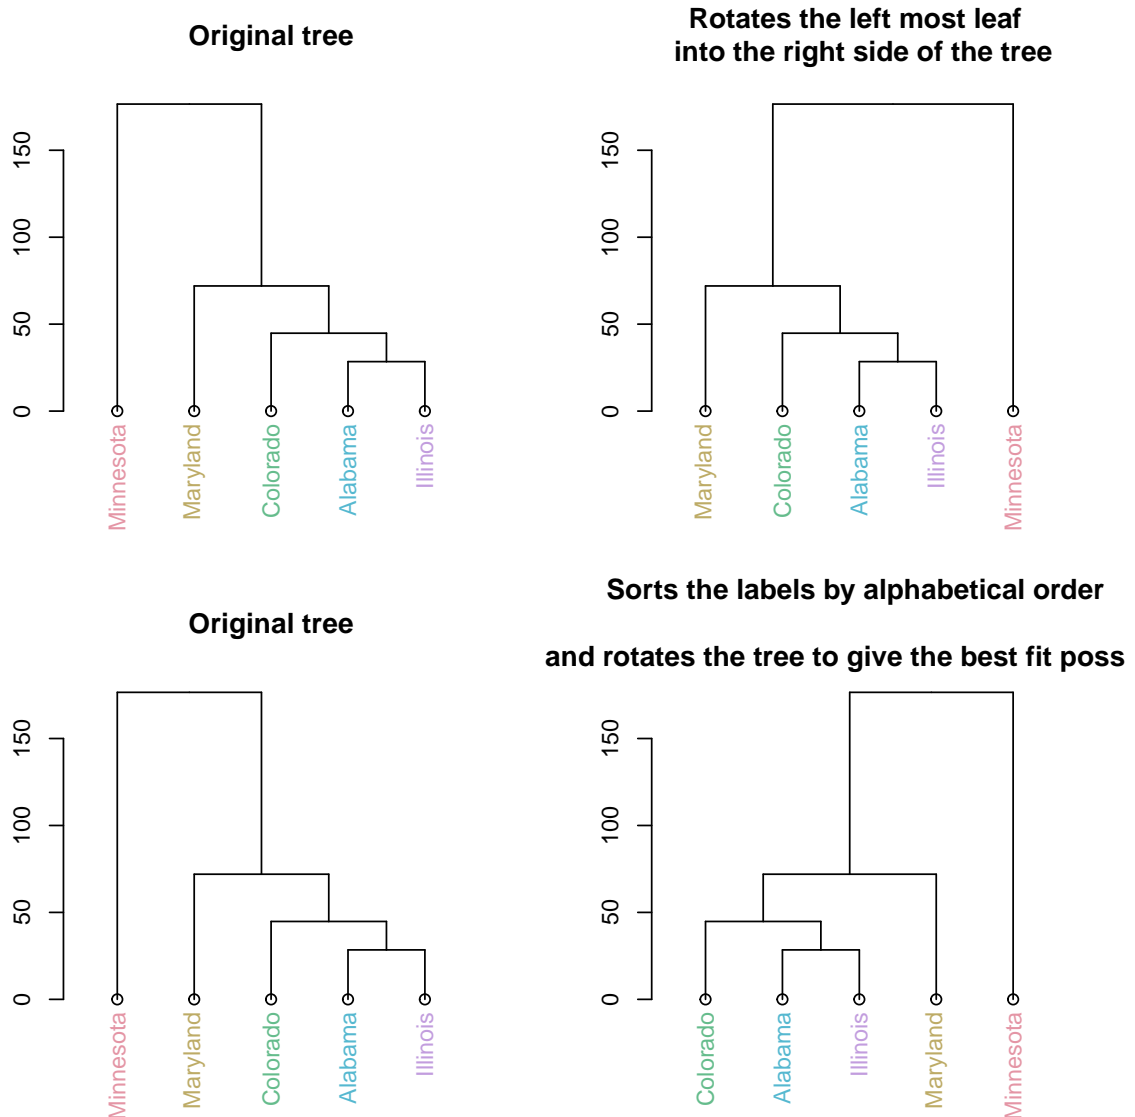 Original tree
150
100
50
0
Minnesota
Maryland
Colorado
Alabama
Illinois
Rotates the left most leaf
into the right side of the tree
150
100
50
0
Maryland
Colorado
Alabama
Illinois
Minnesota
Original tree
150
100
50
0
Minnesota
Maryland
Colorado
Alabama
Illinois
Sorts the labels by alphabetical order
and rotates the tree to give the best fit poss
150
100
50
0
Colorado
Alabama
Illinois
Maryland
Minnesota